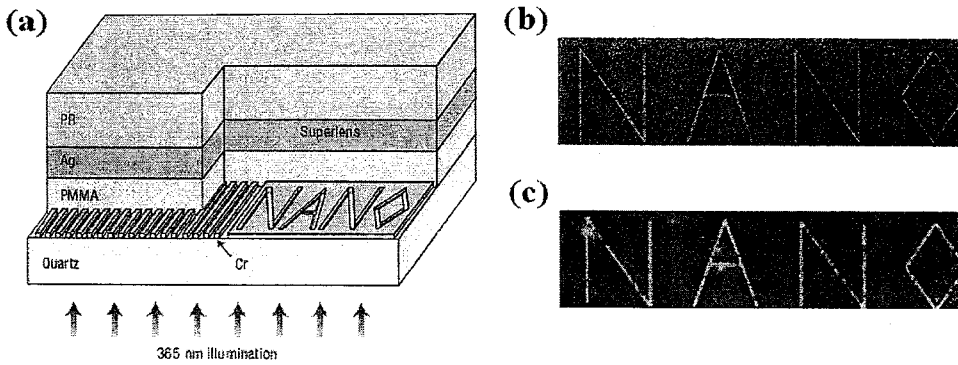 (a)
PR
Ag
PMMA
Quartz
Superlens
NANO
Cr
365 nm illumination
(b)
NANO
(c)
NANO